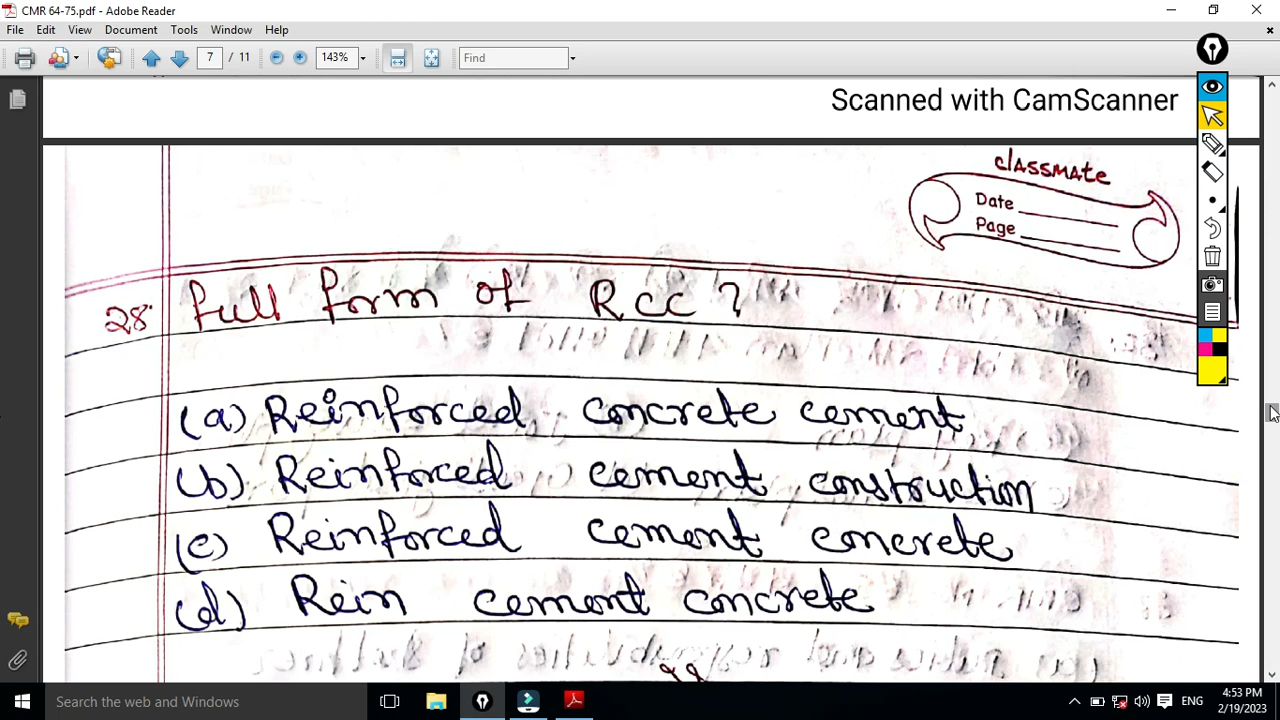 CMR 64-75.pdf - Adobe Reader
File Edit View Document Tools Window Help
7 / 11 143% Find
Scanned with CamScanner
classmate
Date
Page
28. Full form of RCC?
(a) Reinforced concrete cement
(b) Reinforced cement construction
(c) Reinforced cement concrete
(d) Rein cement concrete
Search the web and Windows
ENG
4:53 PM
2/19/2023